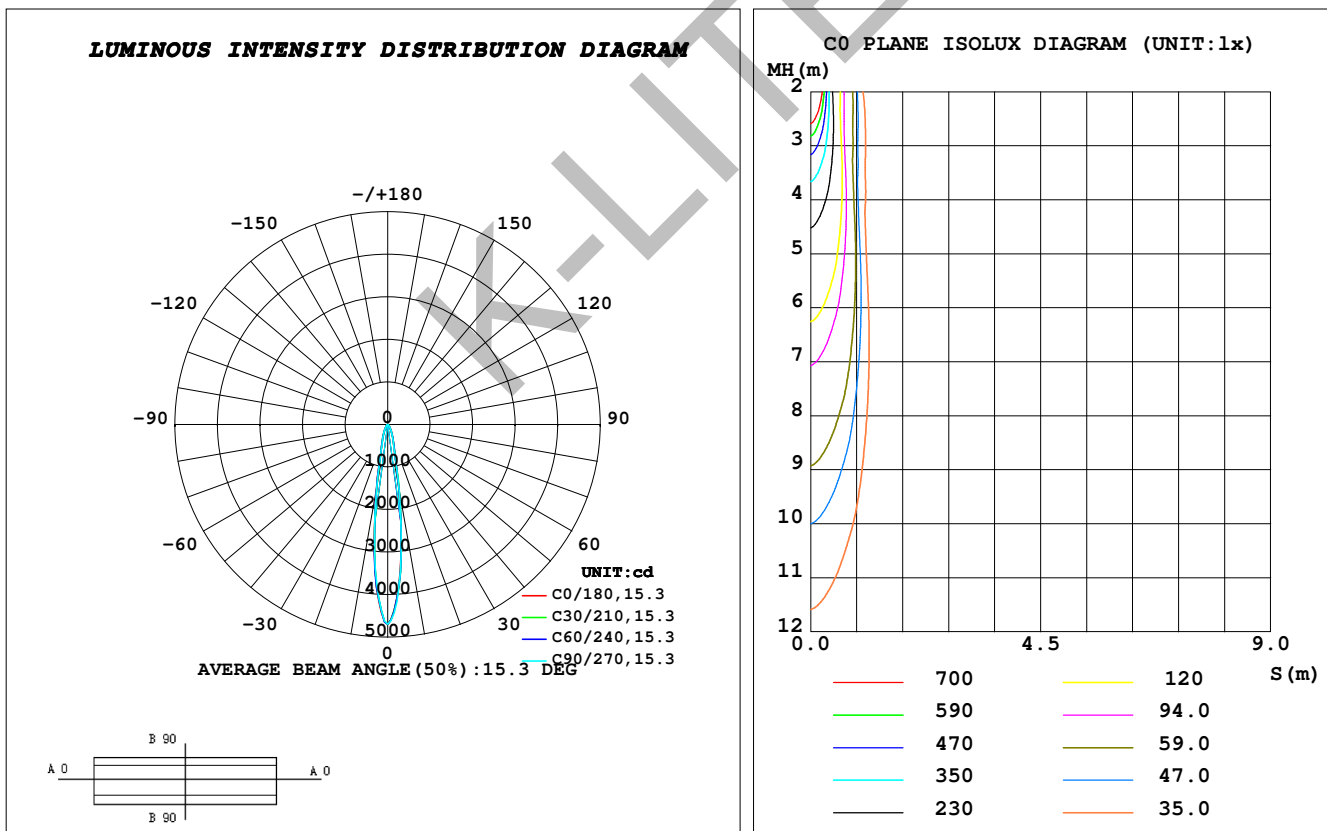 LUMINOUS INTENSITY DISTRIBUTION DIAGRAM
-/+180
-150
150
-120
120
-90
90
-60
60
-30
30
0
0
1000
2000
3000
4000
5000
UNIT:cd
C0/180,15.3
C30/210,15.3
C60/240,15.3
C90/270,15.3
AVERAGE BEAM ANGLE(50%):15.3 DEG
B 90
A 0
A 0
B 90
K-LITE
C0 PLANE ISOLUX DIAGRAM (UNIT:lx)
MH(m)
2
3
4
5
6
7
8
9
10
11
12
0.0
4.5
9.0
S(m)
700
120
590
94.0
470
59.0
350
47.0
230
35.0